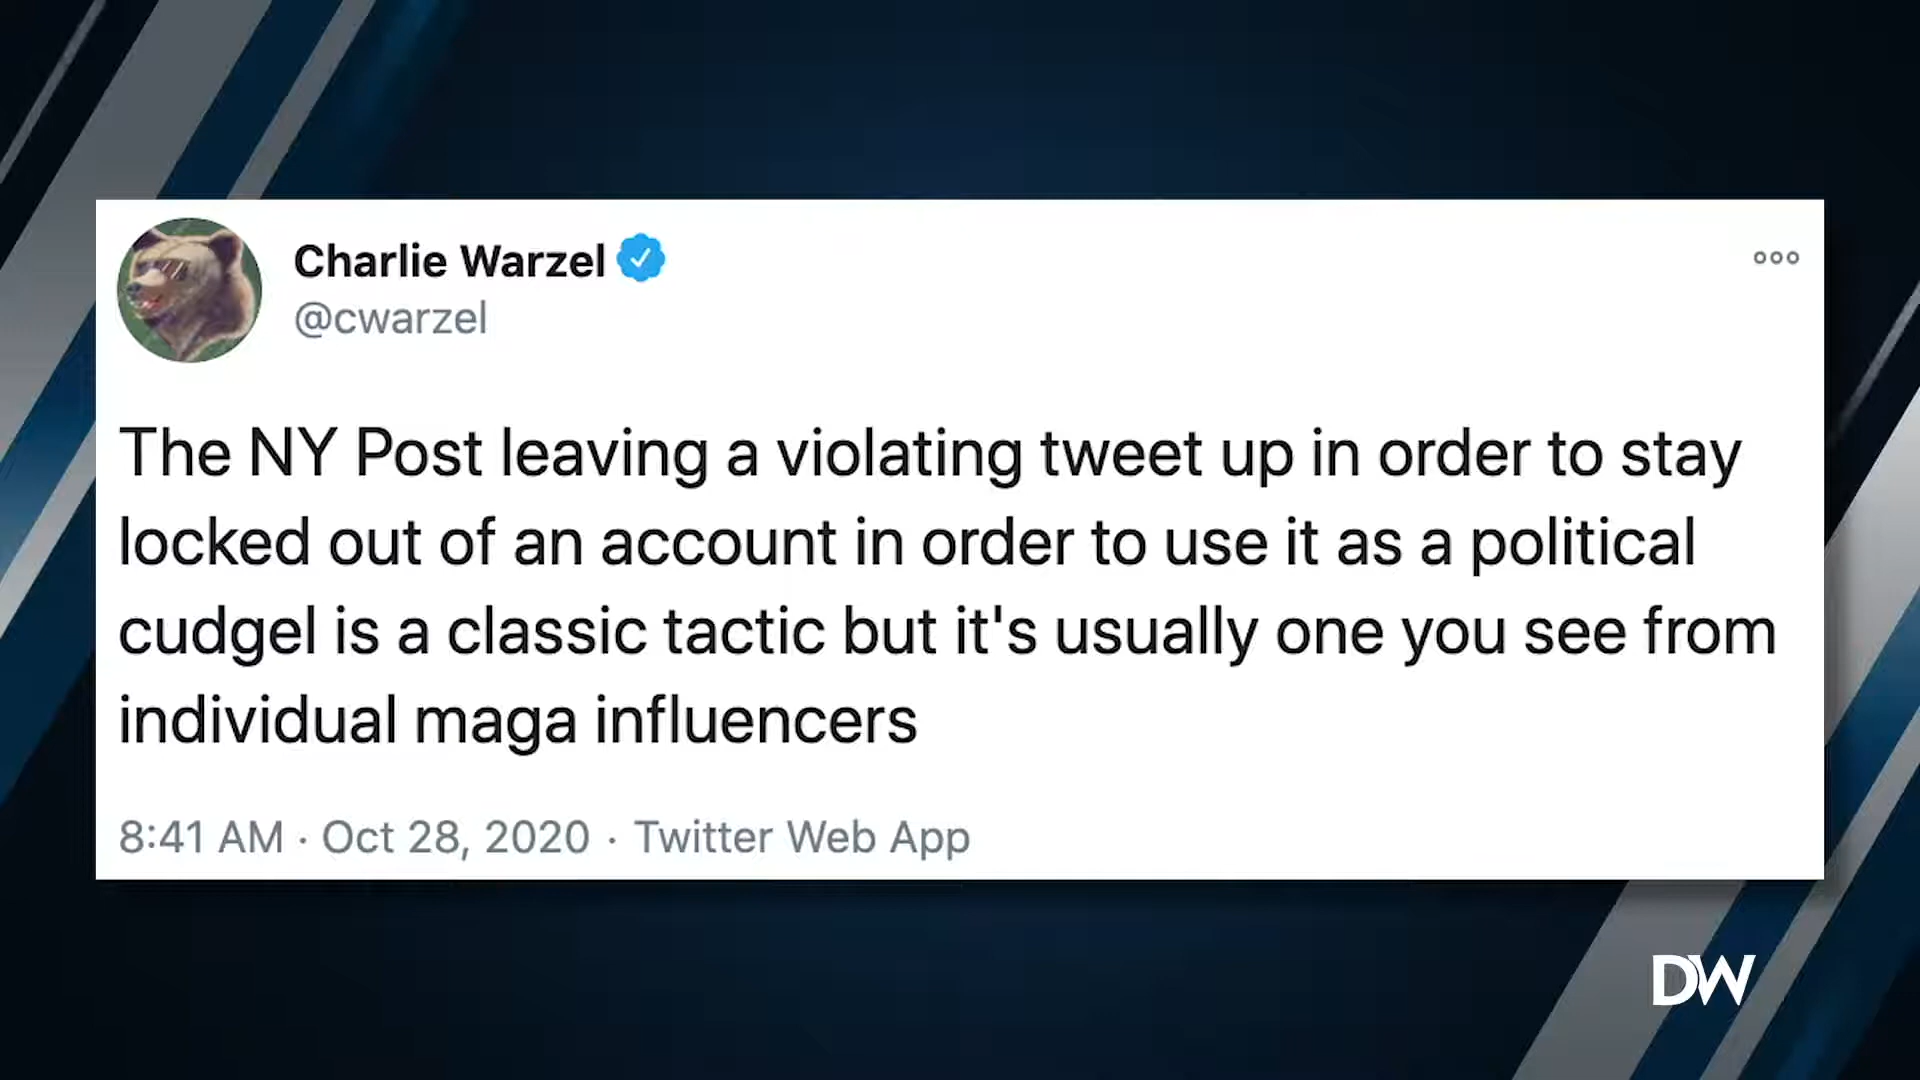 Charlie Warzel
@cwarzel
The NY Post leaving a violating tweet up in order to stay
locked out of an account in order to use it as a political
cudgel is a classic tactic but it's usually one you see from
individual maga influencers
8:41 AM · Oct 28, 2020 · Twitter Web App
DW